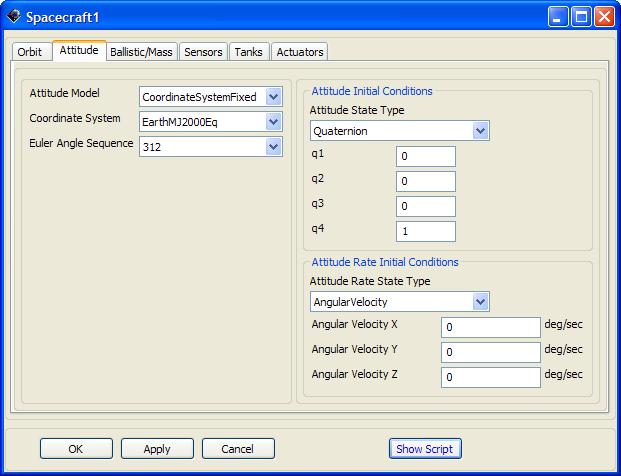 Spacecraft1
Orbit Attitude Ballistic/Mass Sensors Tanks Actuators
Attitude Model CoordinateSystemFixed
Coordinate System EarthMJ2000Eq
Euler Angle Sequence 312
Attitude Initial Conditions
Attitude State Type
Quaternion
q1 0
q2 0
q3 0
q4 1
Attitude Rate Initial Conditions
Attitude Rate State Type
AngularVelocity
Angular Velocity X 0 deg/sec
Angular Velocity Y 0 deg/sec
Angular Velocity Z 0 deg/sec
OK Apply Cancel Show Script